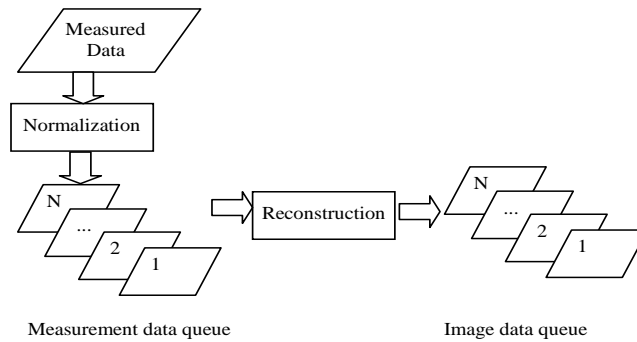 Measured
Data
Normalization
N
...
2
1
Reconstruction
N
...
2
1
Measurement data queue
Image data queue